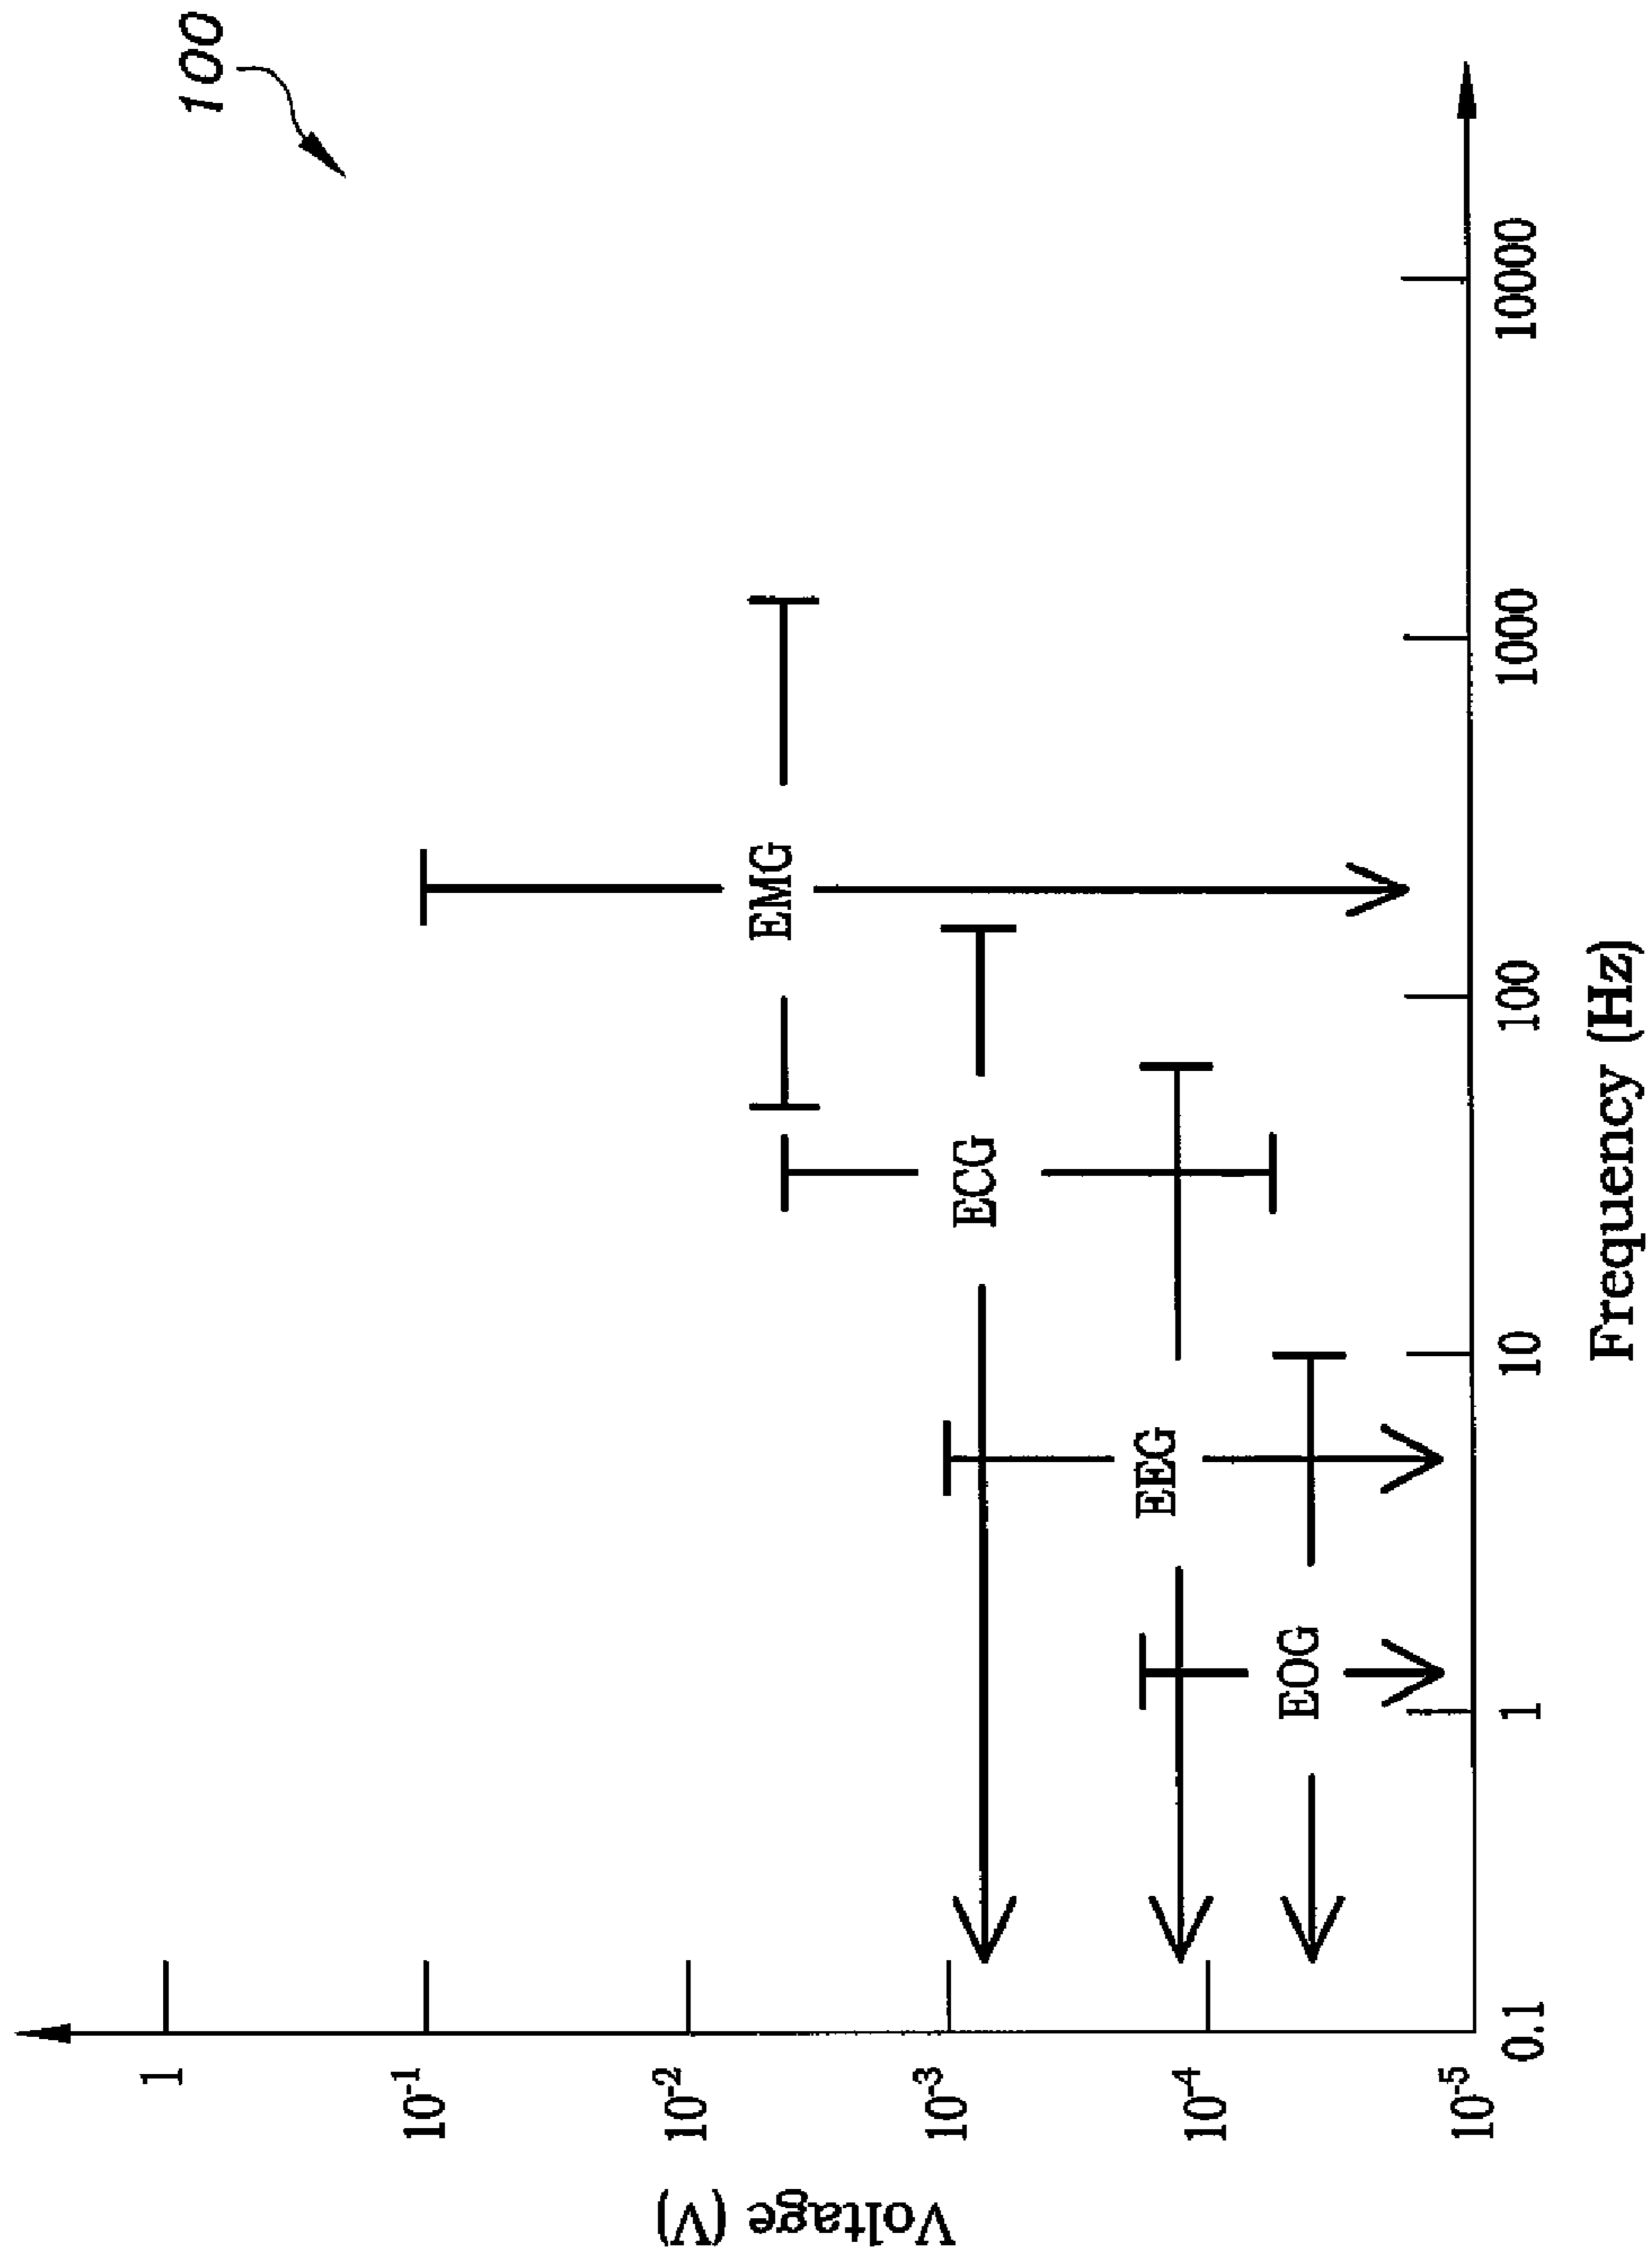 100
Voltage (V)
1
10⁻¹
10⁻²
10⁻³
10⁻⁴
10⁻⁵
EMG
ECG
EEG
EOG
0.1
1
10
100
1000
10000
Frequency (Hz)